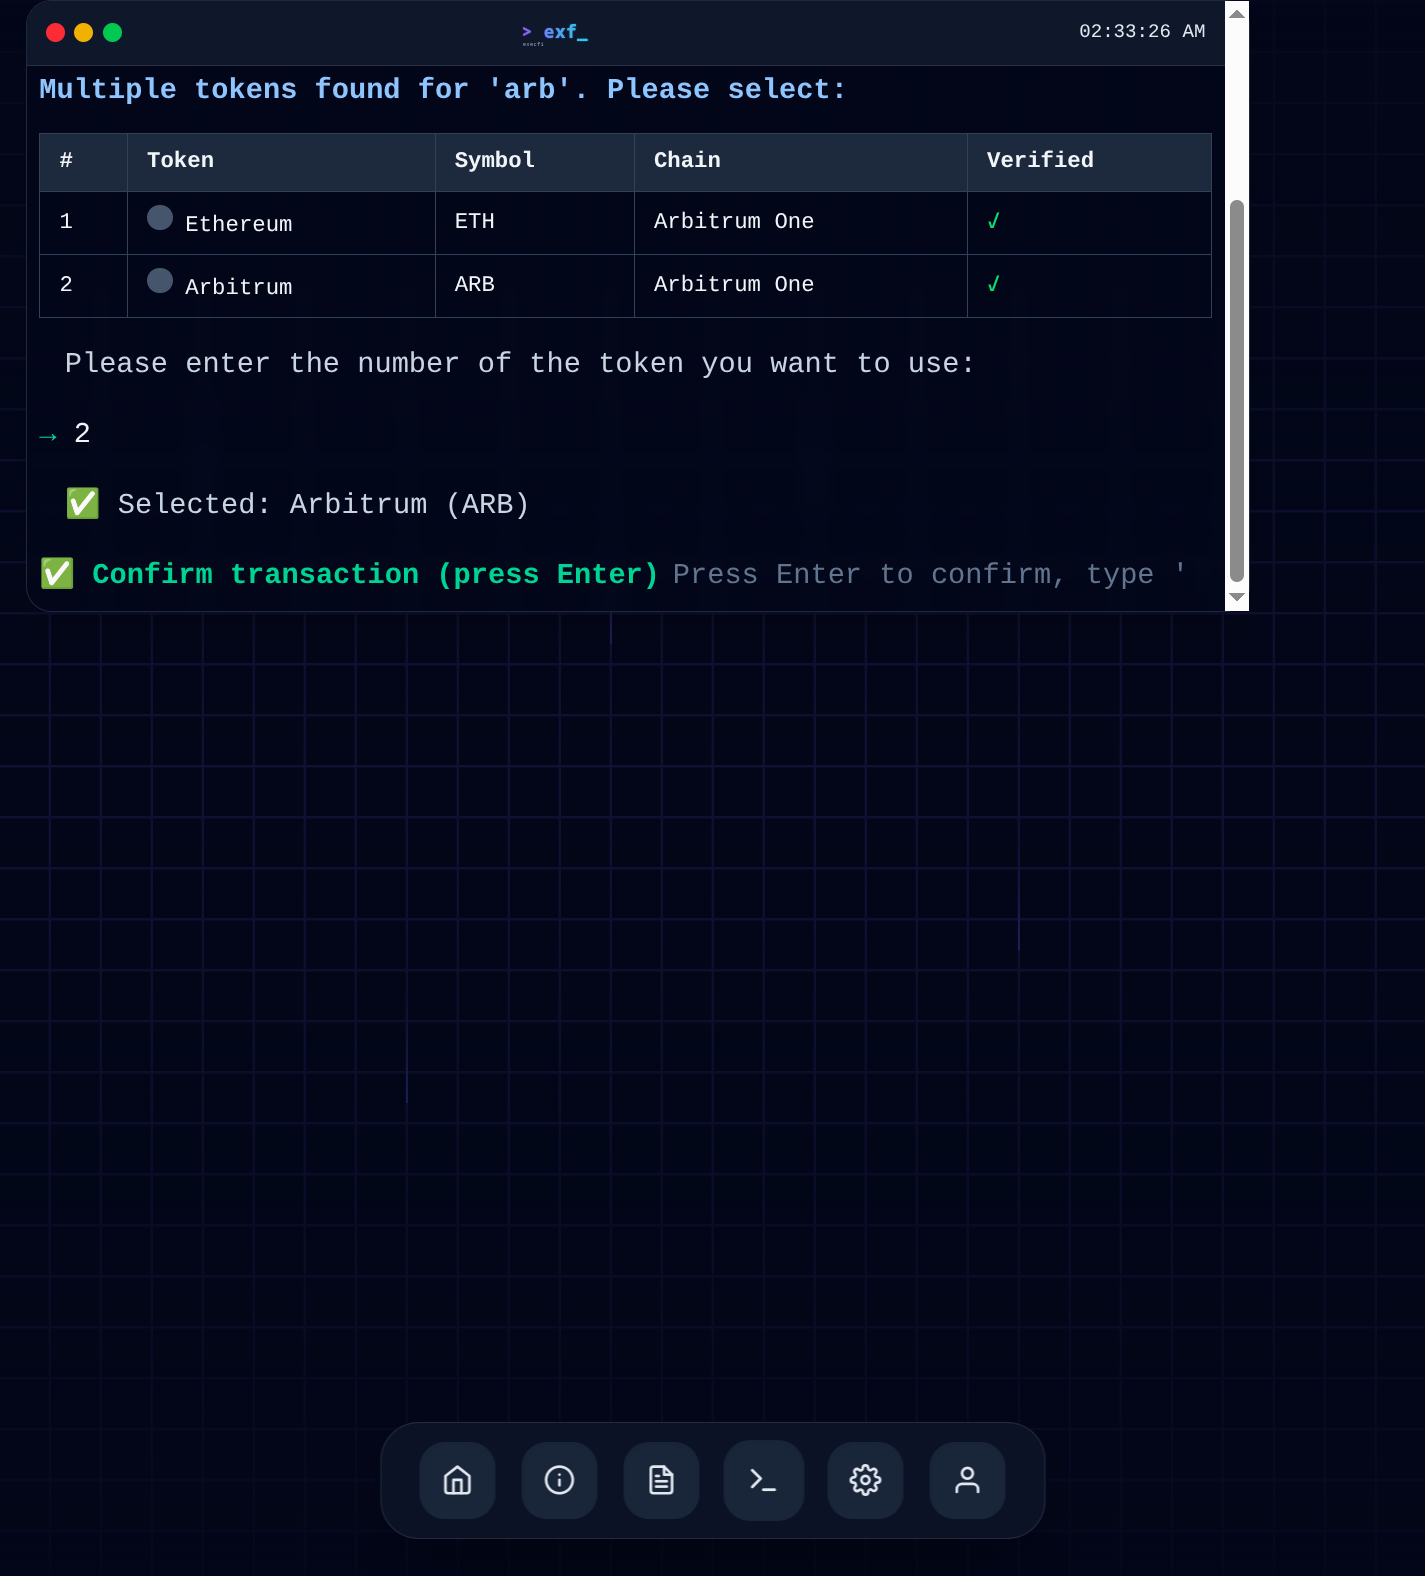 > exf_
execfi
02:33:26 AM
Multiple tokens found for 'arb'. Please select:
# Token Symbol Chain Verified
1 Ethereum ETH Arbitrum One ✓
2 Arbitrum ARB Arbitrum One ✓
Please enter the number of the token you want to use:
→ 2
✅ Selected: Arbitrum (ARB)
✅ Confirm transaction (press Enter) Press Enter to confirm, type '